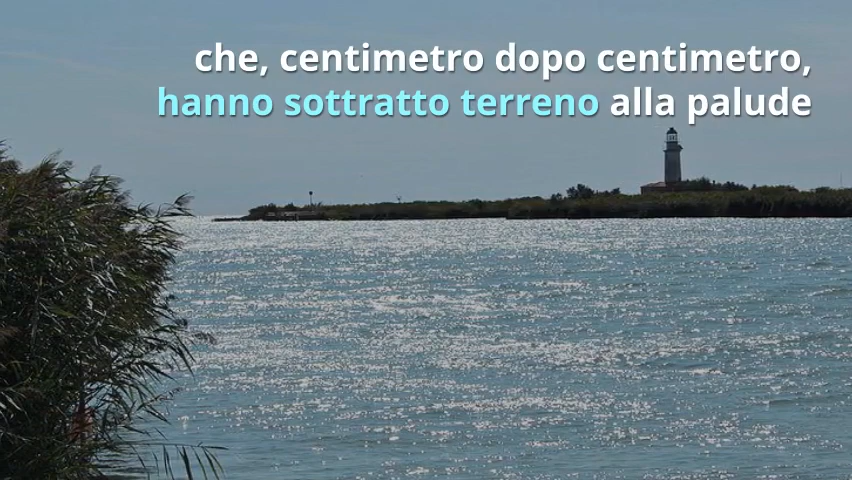 che, centimetro dopo centimetro,
hanno sottratto terreno alla palude